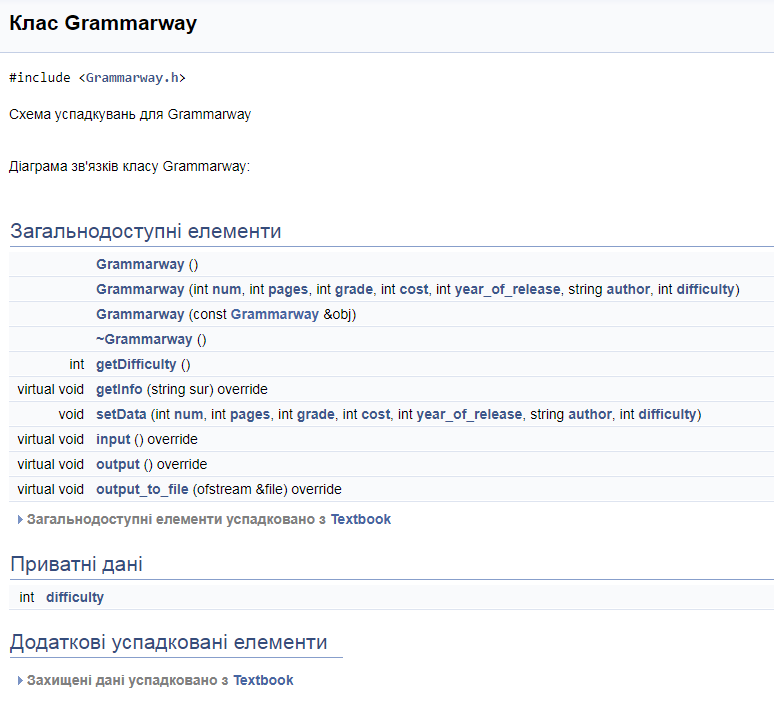 Клас Grammarway
#include <Grammarway.h>
Схема успадкувань для Grammarway
Діаграма зв'язків класу Grammarway:
Загальнодоступні елементи
Grammarway ()
Grammarway (int num, int pages, int grade, int cost, int year_of_release, string author, int difficulty)
Grammarway (const Grammarway &obj)
~Grammarway ()
int getDifficulty ()
virtual void getInfo (string sur) override
void setData (int num, int pages, int grade, int cost, int year_of_release, string author, int difficulty)
virtual void input () override
virtual void output () override
virtual void output_to_file (ofstream &file) override
Загальнодоступні елементи успадковано з Textbook
Приватні дані
int difficulty
Додаткові успадковані елементи
Захищені дані успадковано з Textbook